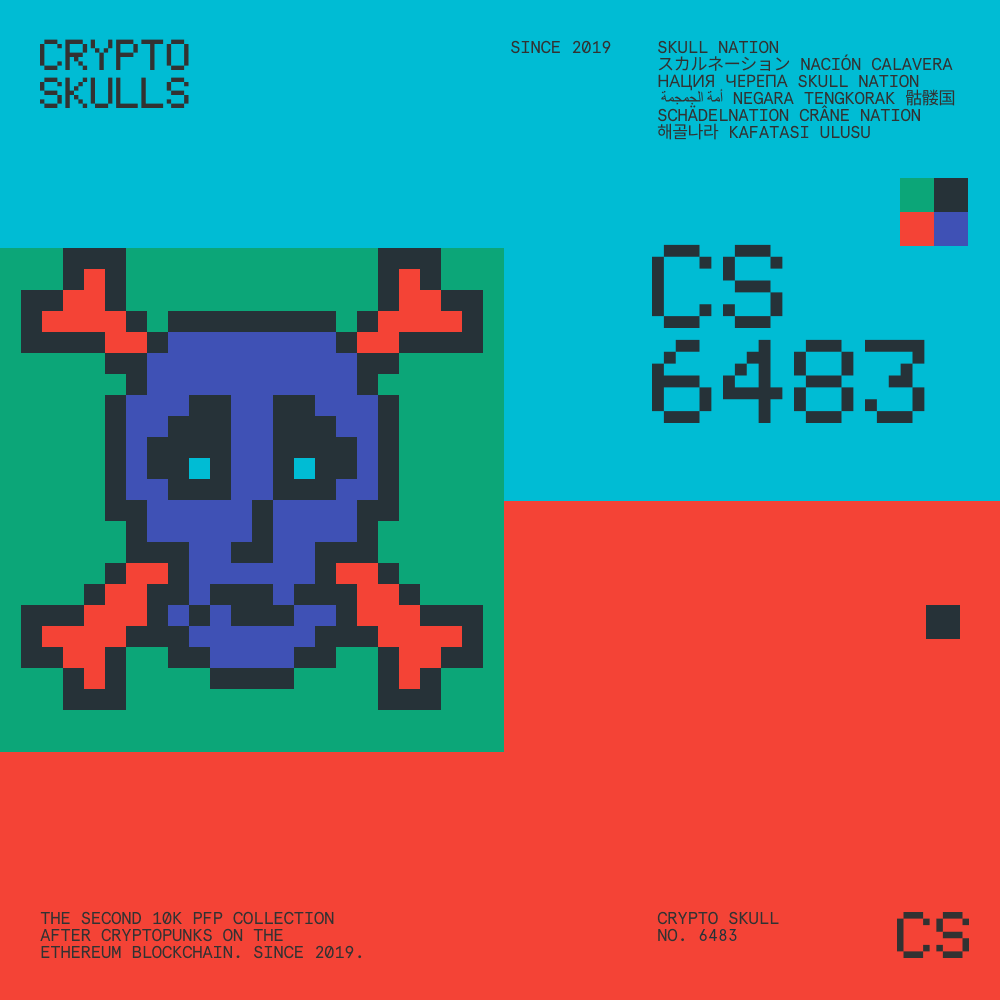 CRYPTO
SKULLS
SINCE 2019
SKULL NATION
スカルネーション NACIÓN CALAVERA
НАЦИЯ ЧЕРЕПА SKULL NATION
أمة الجمجمة NEGARA TENGKORAK 骷髅国
SCHÄDELNATION CRÂNE NATION
해골나라 KAFATASI ULUSU
CS
6483
THE SECOND 10K PFP COLLECTION
AFTER CRYPTOPUNKS ON THE
ETHEREUM BLOCKCHAIN. SINCE 2019.
CRYPTO SKULL
NO. 6483
CS